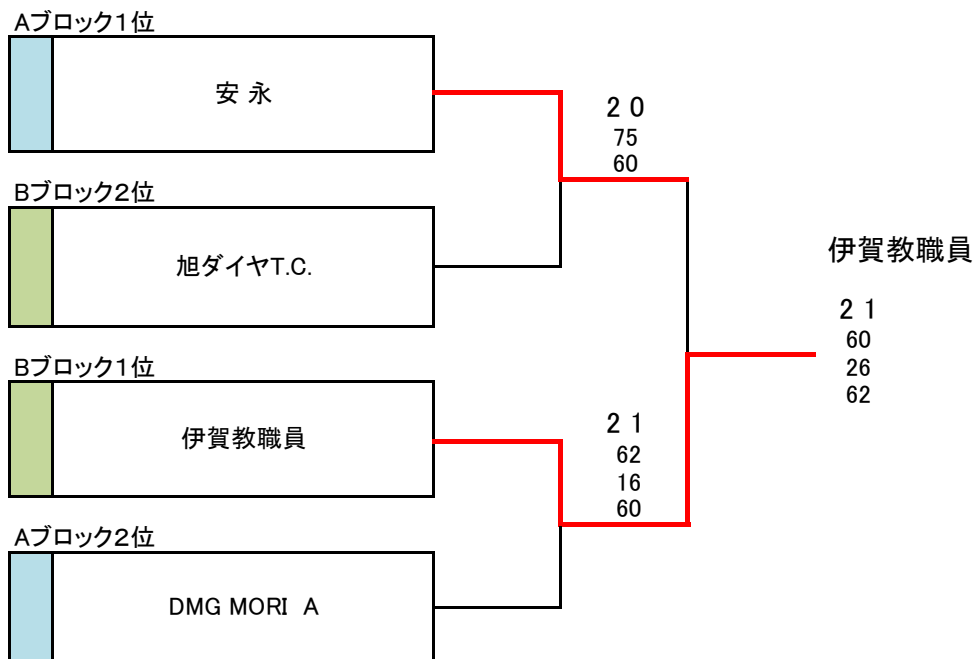 Aブロック1位
安 永
2 0
75
60
Bブロック2位
旭ダイヤT.C.
伊賀教職員
2 1
60
26
62
Bブロック1位
伊賀教職員
2 1
62
16
60
Aブロック2位
DMG MORI A